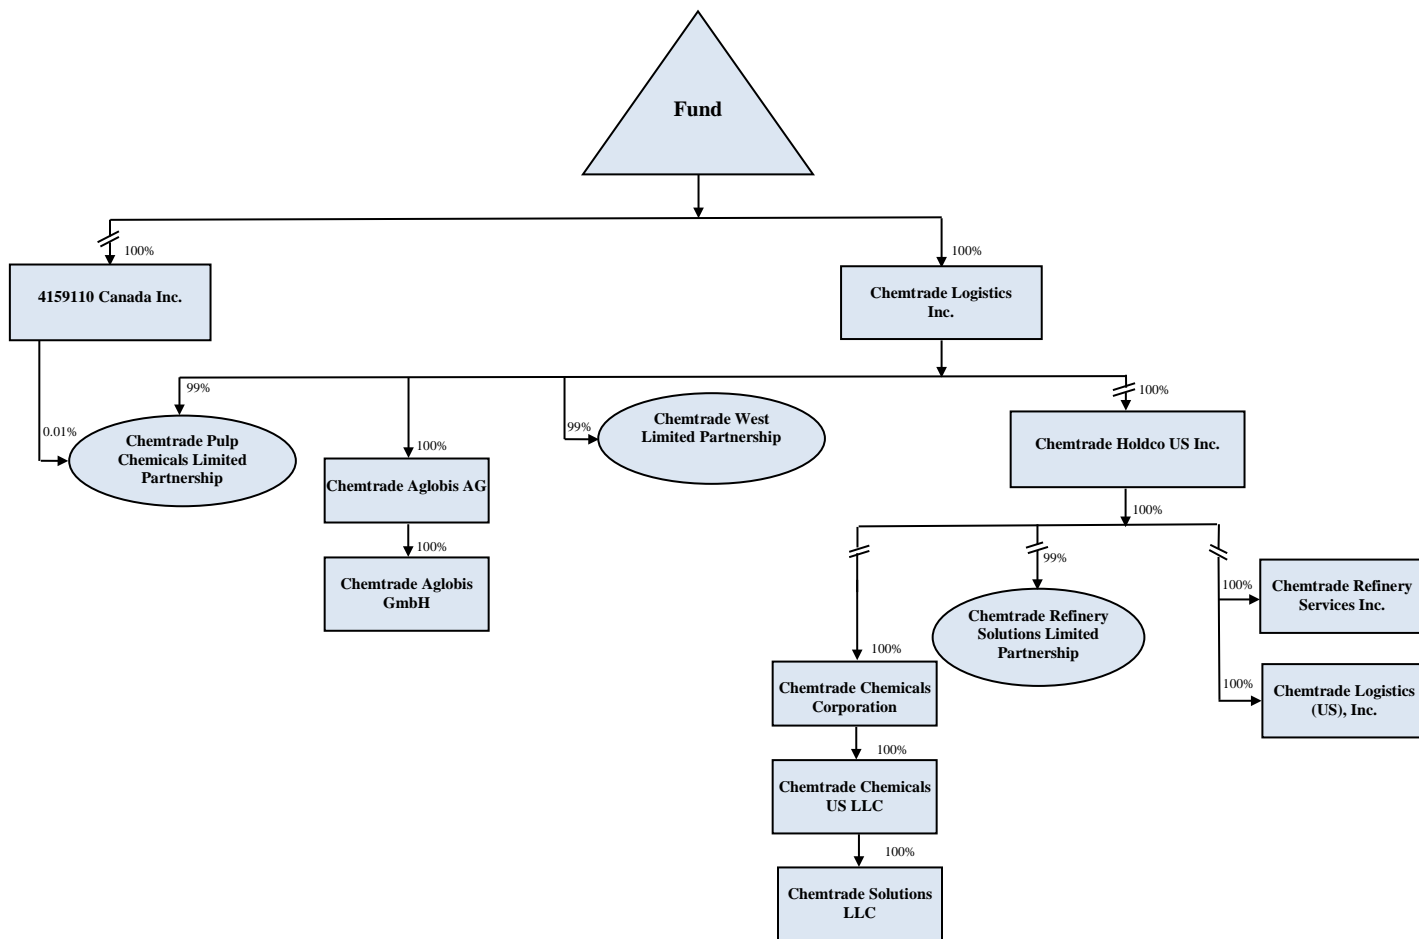 Fund
100%
100%
4159110 Canada Inc.
Chemtrade Logistics
Inc.
99%
100%
0.01%
99%
Chemtrade Pulp
Chemicals Limited
Partnership
Chemtrade West
Limited Partnership
Chemtrade Holdco US Inc.
100%
Chemtrade Aglobis AG
100%
100%
Chemtrade Aglobis
GmbH
99%
100%
Chemtrade Refinery
Services Inc.
Chemtrade Refinery
Solutions Limited
Partnership
100%
100%
Chemtrade Chemicals
Corporation
Chemtrade Logistics
(US), Inc.
100%
Chemtrade Chemicals
US LLC
100%
Chemtrade Solutions
LLC